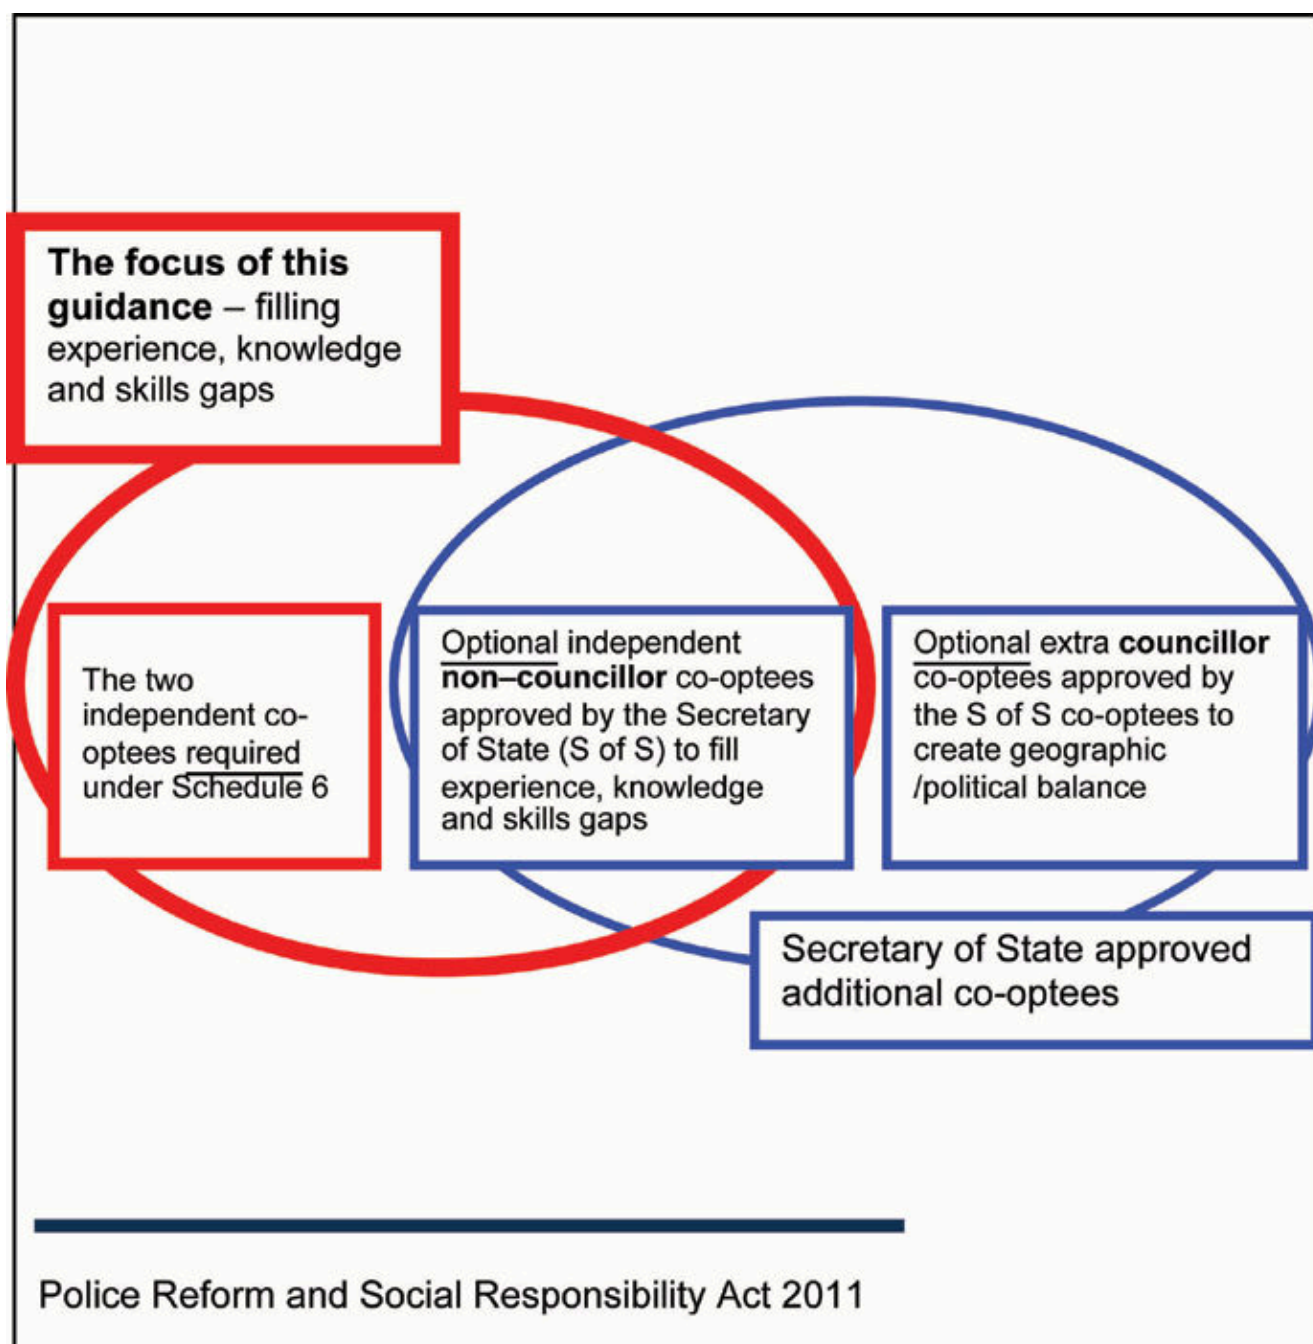 The focus of this
guidance – filling
experience, knowledge
and skills gaps
The two
independent co-
optees required
under Schedule 6
Optional independent
non–councillor co-optees
approved by the Secretary
of State (S of S) to fill
experience, knowledge
and skills gaps
Optional extra councillor
co-optees approved by
the S of S co-optees to
create geographic
/political balance
Secretary of State approved
additional co-optees
Police Reform and Social Responsibility Act 2011